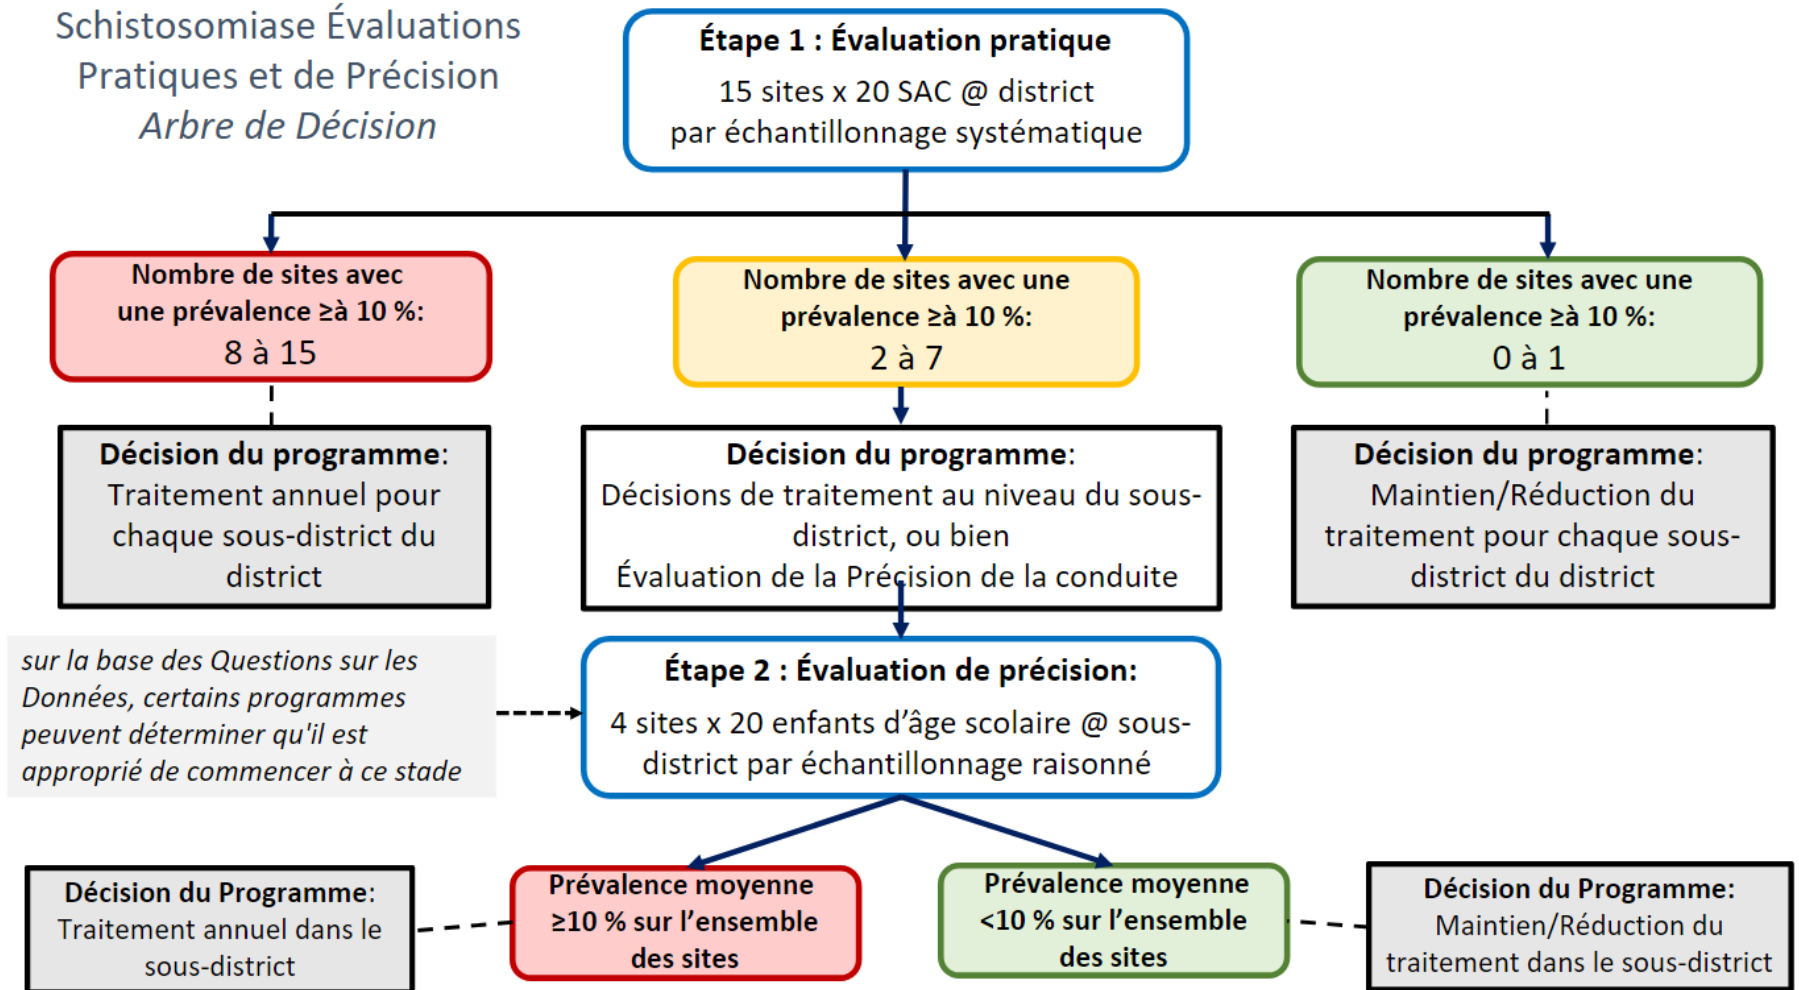 Schistosomiase Évaluations
Pratiques et de Précision
Arbre de Décision
Étape 1 : Évaluation pratique
15 sites x 20 SAC @ district
par échantillonnage systématique
Nombre de sites avec
une prévalence ≥à 10 %:
8 à 15
Nombre de sites avec une
prévalence ≥à 10 %:
2 à 7
Nombre de sites avec une
prévalence ≥à 10 %:
0 à 1
Décision du programme:
Traitement annuel pour
chaque sous-district du
district
Décision du programme:
Décisions de traitement au niveau du sous-
district, ou bien
Évaluation de la Précision de la conduite
Décision du programme:
Maintien/Réduction du
traitement pour chaque sous-
district du district
sur la base des Questions sur les
Données, certains programmes
peuvent déterminer qu'il est
approprié de commencer à ce stade
Étape 2 : Évaluation de précision:
4 sites x 20 enfants d’âge scolaire @ sous-
district par échantillonnage raisonné
Décision du Programme:
Traitement annuel dans le
sous-district
Prévalence moyenne
≥10 % sur l’ensemble
des sites
Prévalence moyenne
<10 % sur l’ensemble
des sites
Décision du Programme:
Maintien/Réduction du
traitement dans le sous-district